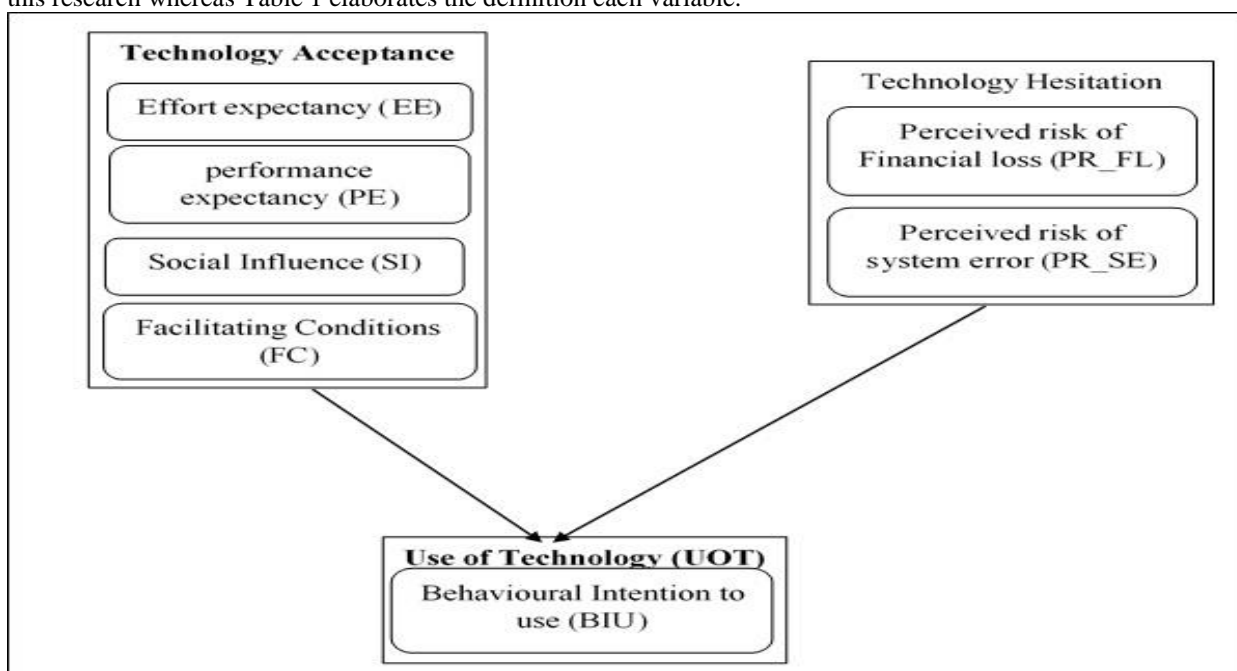 this research whereas Table 1 elaborates the definition each variable.
Technology Acceptance
Effort expectancy (EE)
performance
expectancy (PE)
Social Influence (SI)
Facilitating Conditions
(FC)
Technology Hesitation
Perceived risk of
Financial loss (PR_FL)
Perceived risk of
system error (PR_SE)
Use of Technology (UOT)
Behavioural Intention to
use (BIU)